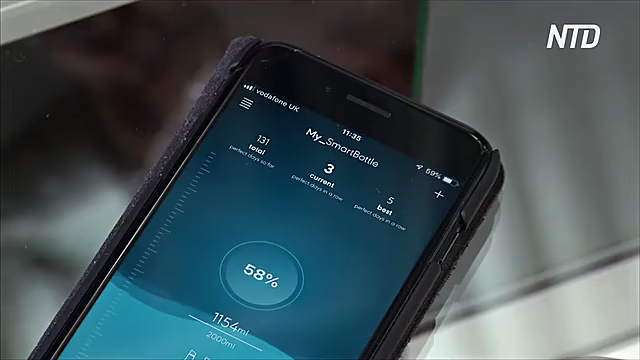 NTD
vodafone UK
11:35
59%
My_SmartBottle
131
total
perfect days so far
3
current
perfect days in a row
5
best
perfect days in a row
58%
1154ml
2000ml